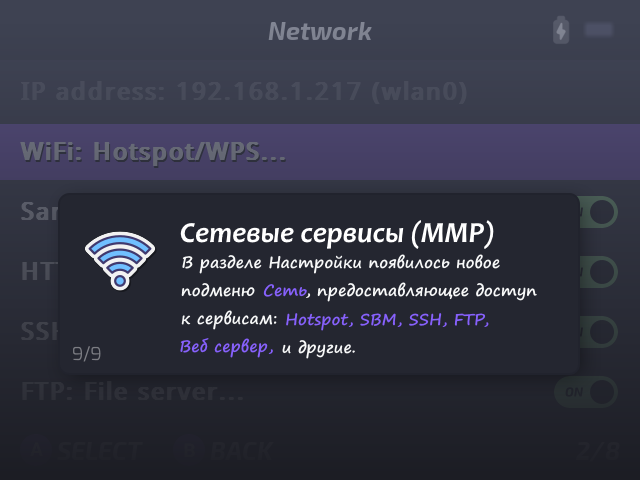 Network
IP address: 192.168.1.217 (wlan0)
WiFi: Hotspot/WPS...
ON
Сетевые сервисы (MMP)
В разделе Настройки появилось новое
подменю Сеть, предоставляющее доступ
к сервисам: Hotspot, SBM, SSH, FTP,
Веб сервер, и другие.
9/9
FTP: File server...
ON
SELECT BACK
2/8